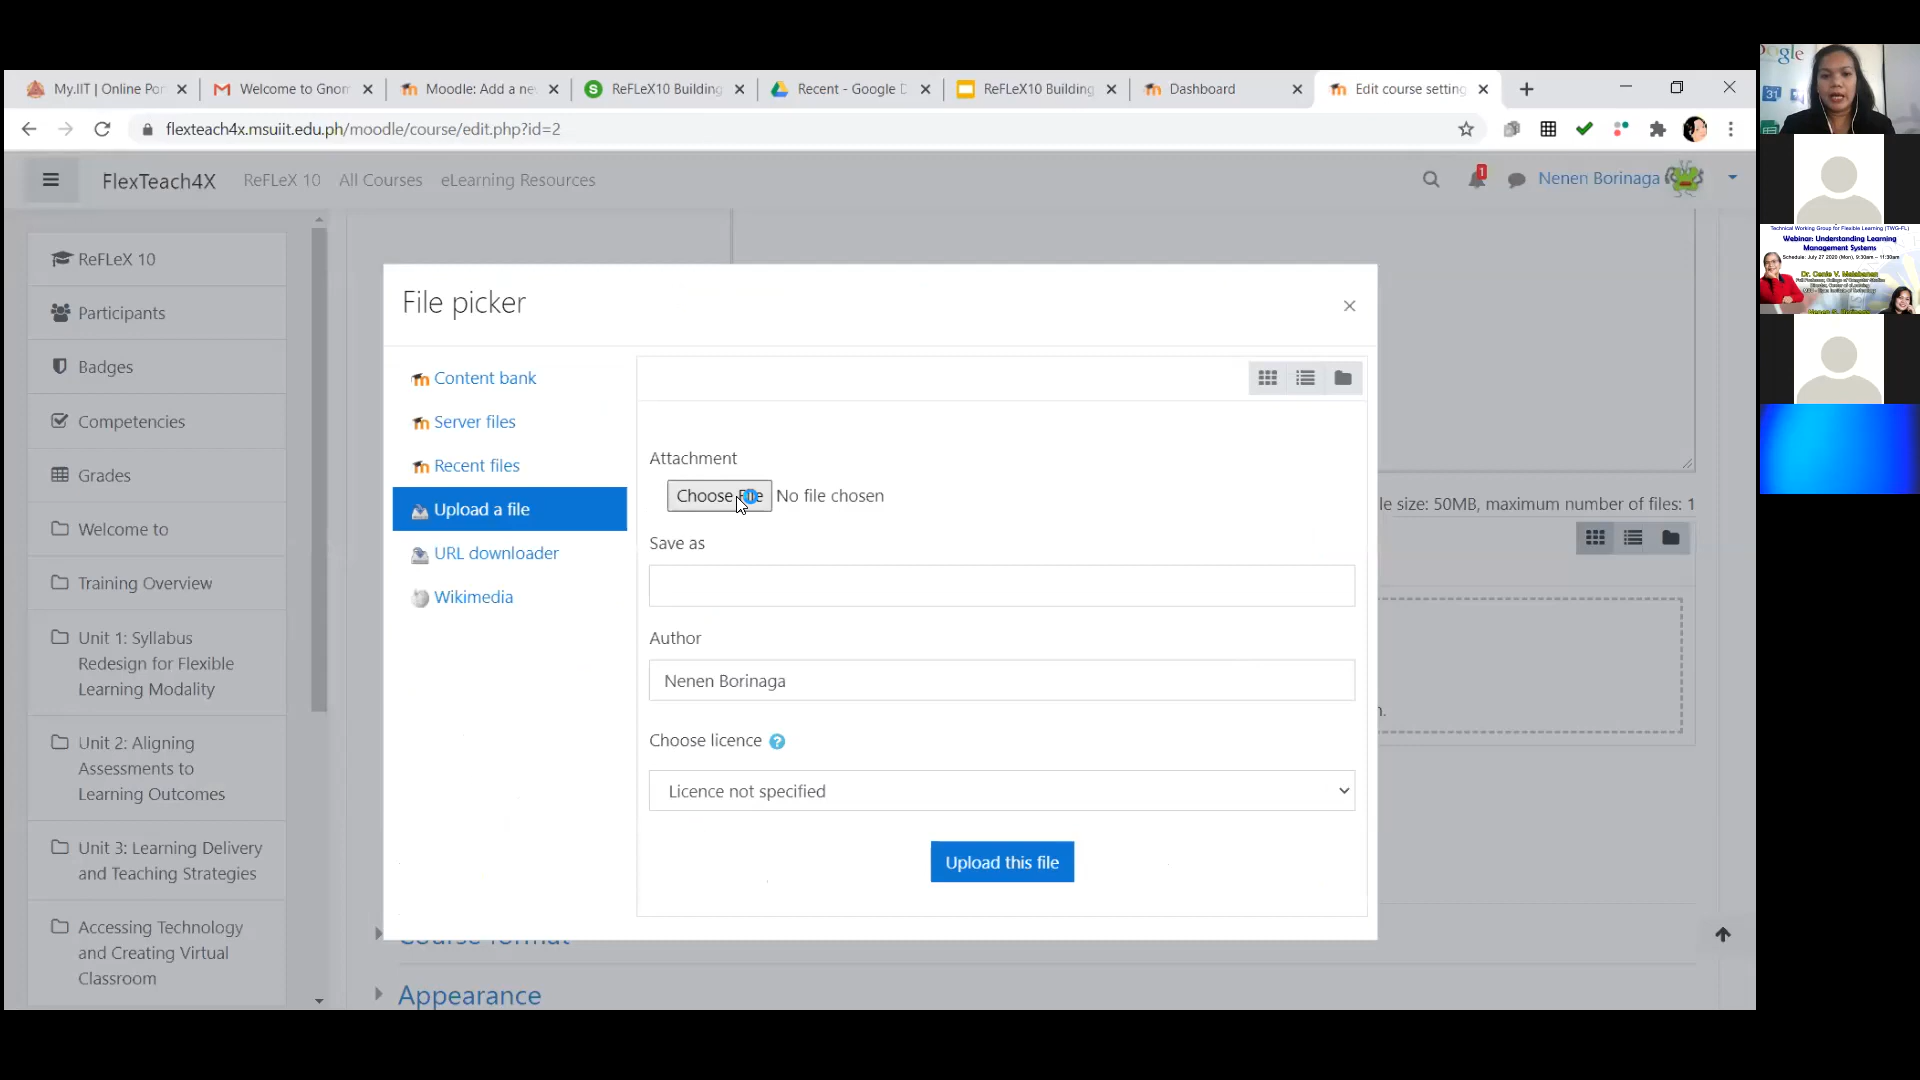 My.IIT | Online Por
Welcome to Gnom
Moodle: Add a ne
ReFLeX10 Building
Recent - Google D
ReFLeX10 Building
Dashboard
Edit course setting
flexteach4x.msuiit.edu.ph/moodle/course/edit.php?id=2
FlexTeach4X
ReFLeX 10
All Courses
eLearning Resources
1
Nenen Borinaga
ReFLeX 10
Participants
Badges
Competencies
Grades
Welcome to
Training Overview
Unit 1: Syllabus
Redesign for Flexible
Learning Modality
Unit 2: Aligning
Assessments to
Learning Outcomes
Unit 3: Learning Delivery
and Teaching Strategies
Accessing Technology
and Creating Virtual
Classroom
File picker
Content bank
Server files
Recent files
Upload a file
URL downloader
Wikimedia
Attachment
Choose File No file chosen
Save as
Author
Nenen Borinaga
Choose licence
Licence not specified
Upload this file
le size: 50MB, maximum number of files: 1
n.
Course format
Appearance
oogle
31
Technical Working Group for Flexible Learning (TWG-FL)
Webinar: Understanding Learning
Management Systems
Schedule: July 27 2020 (Mon), 9:30am – 11:30am